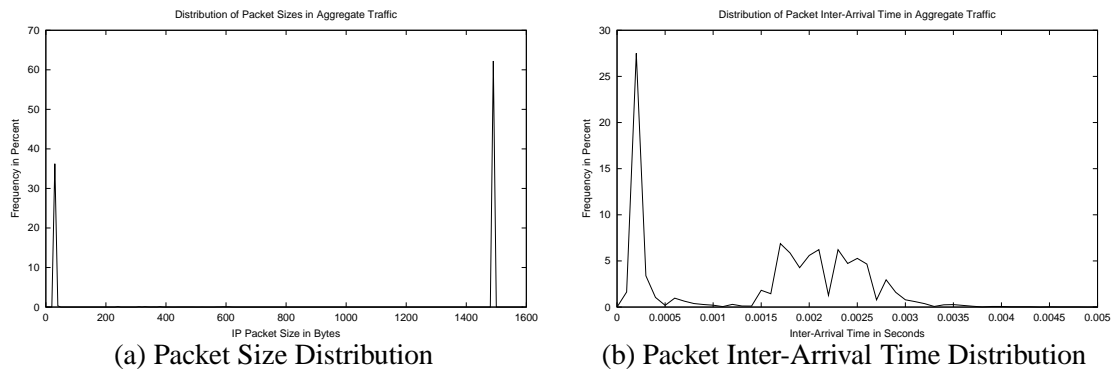 Distribution of Packet Sizes in Aggregate Traffic
70
60
50
40
30
20
10
0
Frequency in Percent
0 200 400 600 800 1000 1200 1400 1600
IP Packet Size in Bytes
(a) Packet Size Distribution
Distribution of Packet Inter-Arrival Time in Aggregate Traffic
30
25
20
15
10
5
0
Frequency in Percent
0 0.0005 0.001 0.0015 0.002 0.0025 0.003 0.0035 0.004 0.0045 0.005
Inter-Arrival Time in Seconds
(b) Packet Inter-Arrival Time Distribution